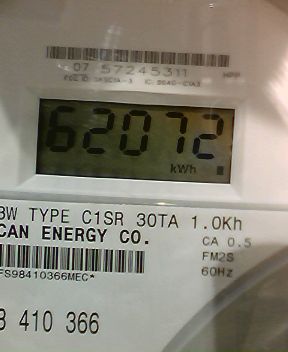 07 57245311
62072
kWh
3W TYPE C1SR 30TA 1.0Kh
CAN ENERGY CO.
CA 0.5
FM2S
60Hz
FS98410366MEC*
8 410 366